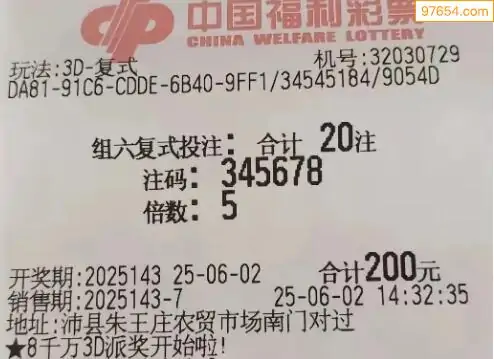 97654.com
中国福利彩票
CHINA WELFARE LOTTERY
玩法:3D-复式 机号:32030729
DA81-91C6-CDDE-6B40-9FF1/34545184/9054D
组六复式投注: 合计 20注
注码: 345678
倍数: 5
开奖期:2025143 25-06-02 合计200元
销售期:2025143-7 25-06-02 14:32:35
地址:沛县朱王庄农贸市场南门对过
★8千万3D派奖开始啦!